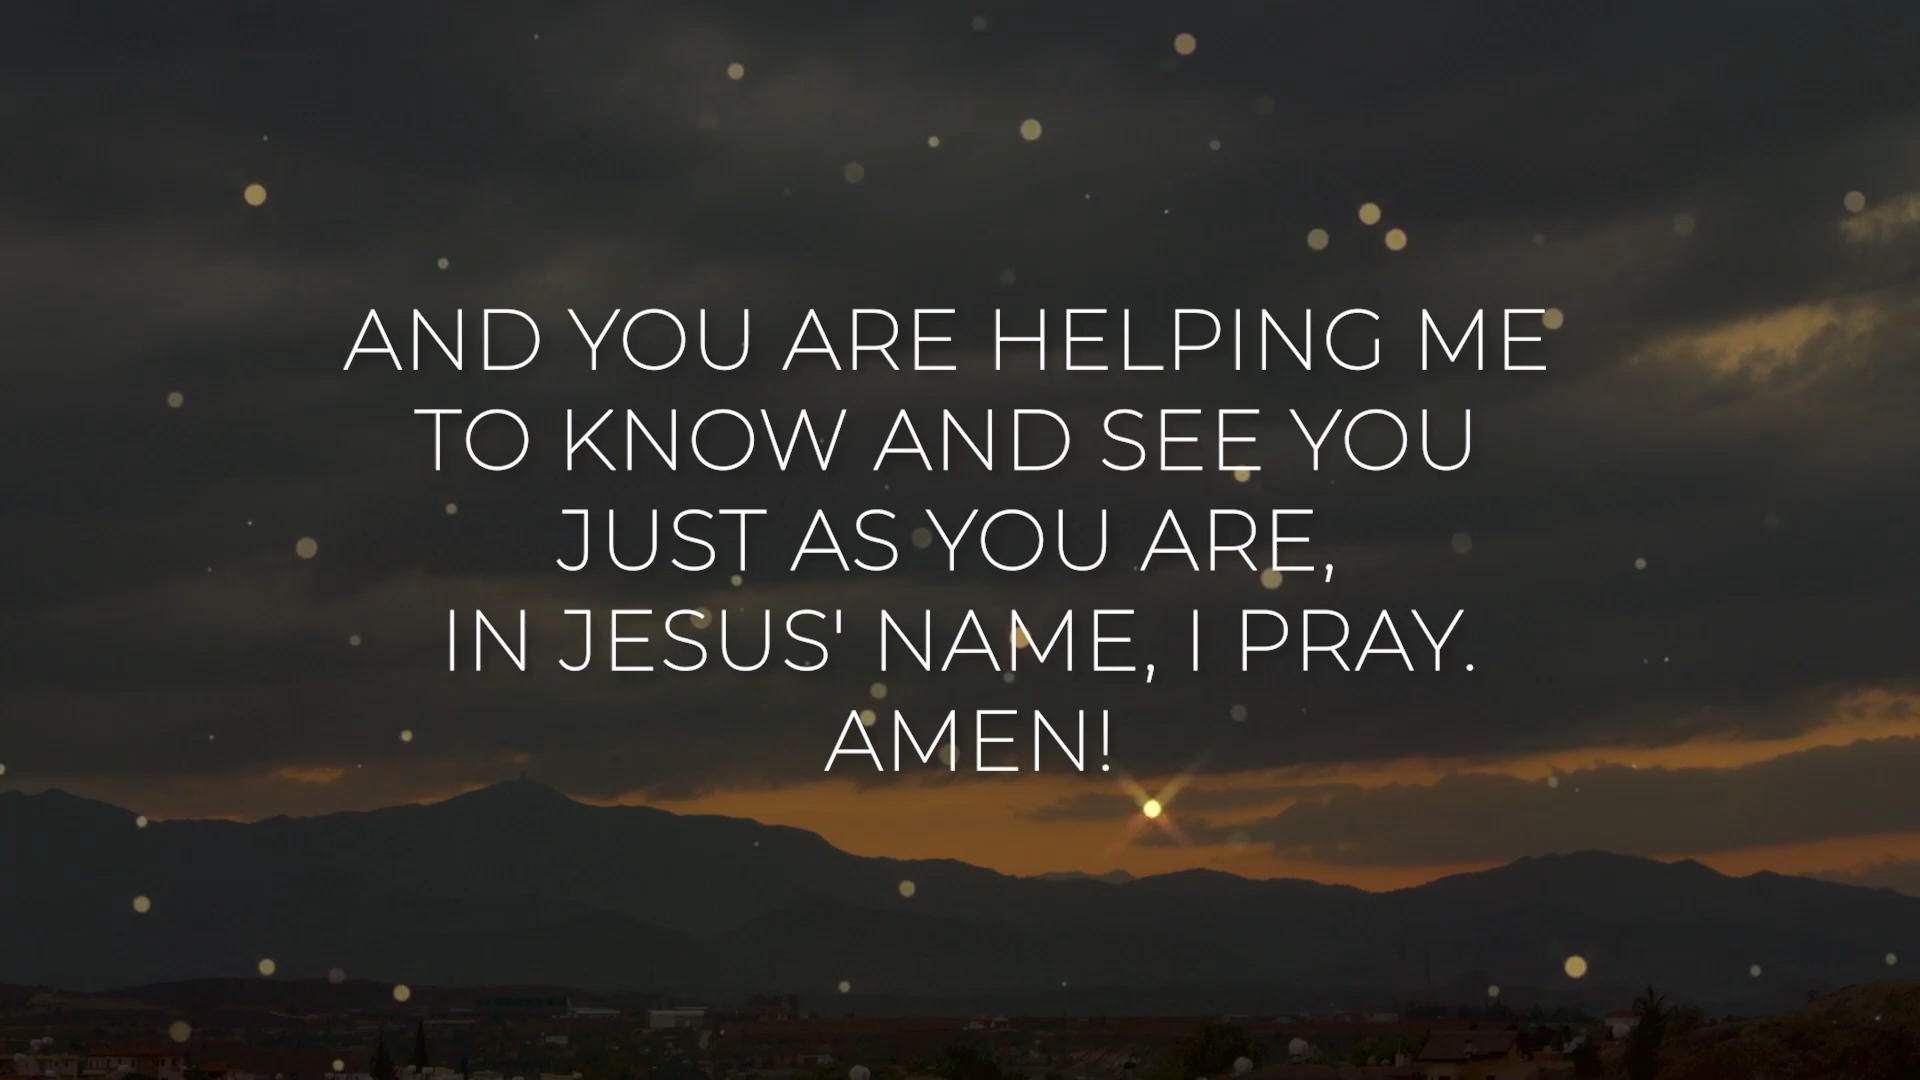 AND YOU ARE HELPING ME
TO KNOW AND SEE YOU
JUST AS YOU ARE,
IN JESUS' NAME, I PRAY.
AMEN!